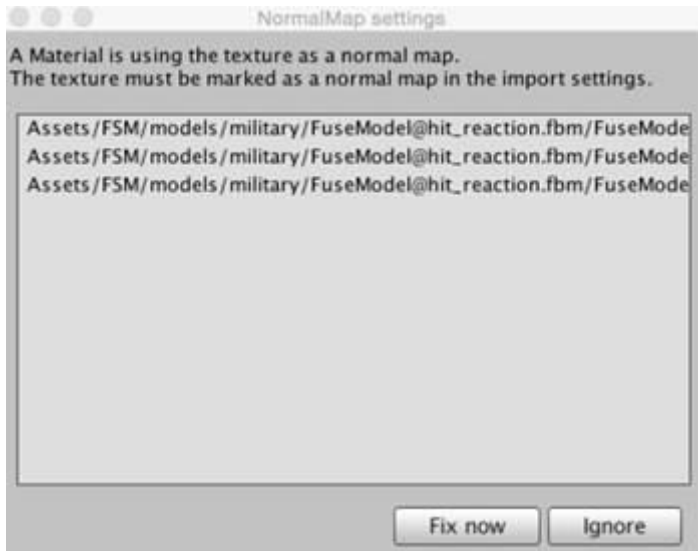 NormalMap settings
A Material is using the texture as a normal map.
The texture must be marked as a normal map in the import settings.
Assets/FSM/models/military/FuseModel@hit_reaction.fbm/FuseMode
Assets/FSM/models/military/FuseModel@hit_reaction.fbm/FuseMode
Assets/FSM/models/military/FuseModel@hit_reaction.fbm/FuseMode
Fix now Ignore